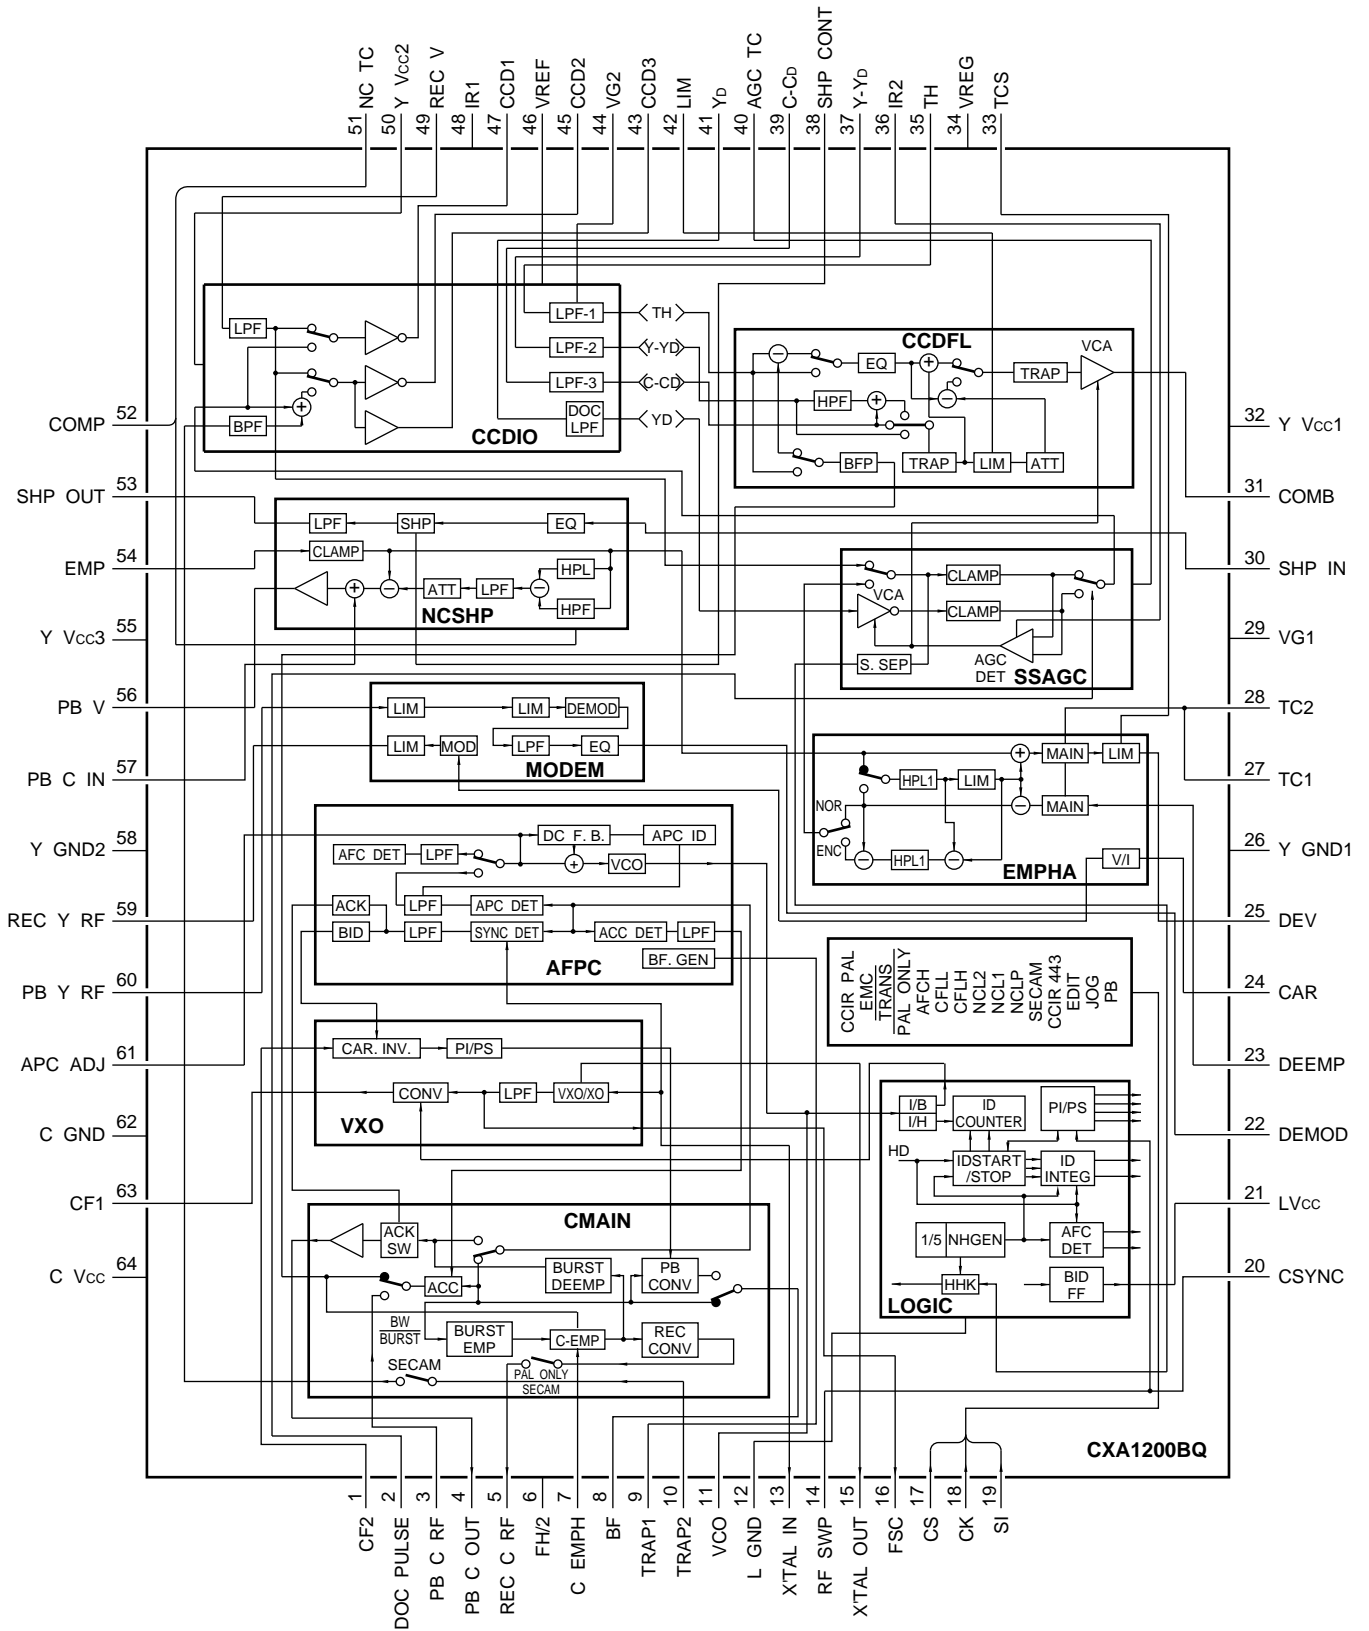 51 NC TC
50 Y Vcc2
49 REC V
48 IR1
47 CCD1
46 VREF
45 CCD2
44 VG2
43 CCD3
42 LIM
41 YD
40 AGC TC
39 C-CD
38 SHP CONT
37 Y-YD
36 IR2
35 TH
34 VREG
33 TCS
COMP 52
SHP OUT 53
EMP 54
Y Vcc3 55
PB V 56
PB C IN 57
Y GND2 58
REC Y RF 59
PB Y RF 60
APC ADJ 61
C GND 62
CF1 63
C Vcc 64
LPF
BPF
+
LPF-1
LPF-2
LPF-3
DOC
LPF
CCDIO
〈TH〉
〈Y-YD〉
〈C-CD〉
〈YD〉
CCDFL
−
EQ
+
TRAP
VCA
HPF
+
−
BFP
TRAP
LIM
ATT
LPF
SHP
EQ
CLAMP
HPL
+
−
ATT
LPF
−
HPF
NCSHP
CLAMP
VCA
CLAMP
S. SEP
AGC
DET
SSAGC
LIM
LIM
DEMOD
LIM
MOD
LPF
EQ
MODEM
+
MAIN
LIM
HPL1
LIM
NOR
−
MAIN
ENC
−
HPL1
−
V/I
EMPHA
DC F. B.
APC ID
AFC DET
LPF
+
VCO
ACK
LPF
APC DET
BID
LPF
SYNC DET
ACC DET
LPF
BF. GEN
AFPC
CCIR PAL
EMC
TRANS
PAL ONLY
AFCH
CFLL
CFLH
NCL2
NCL1
NCLP
SECAM
CCIR 443
EDIT
JOG
PB
CAR. INV.
PI/PS
CONV
LPF
VXO/XO
VXO
I/B
I/H
ID
COUNTER
PI/PS
HD
IDSTART
/STOP
ID
INTEG
1/5
NHGEN
AFC
DET
HHK
BID
FF
LOGIC
CMAIN
ACK
SW
BURST
DEEMP
PB
CONV
ACC
BW
BURST
BURST
EMP
C-EMP
REC
CONV
SECAM
PAL ONLY
SECAM
CXA1200BQ
32 Y Vcc1
31 COMB
30 SHP IN
29 VG1
28 TC2
27 TC1
26 Y GND1
25 DEV
24 CAR
23 DEEMP
22 DEMOD
21 LVcc
20 CSYNC
1 CF2
2 DOC PULSE
3 PB C RF
4 PB C OUT
5 REC C RF
6 FH/2
7 C EMPH
8 BF
9 TRAP1
10 TRAP2
11 VCO
12 L GND
13 X'TAL IN
14 RF SWP
15 X'TAL OUT
16 FSC
17 CS
18 CK
19 SI